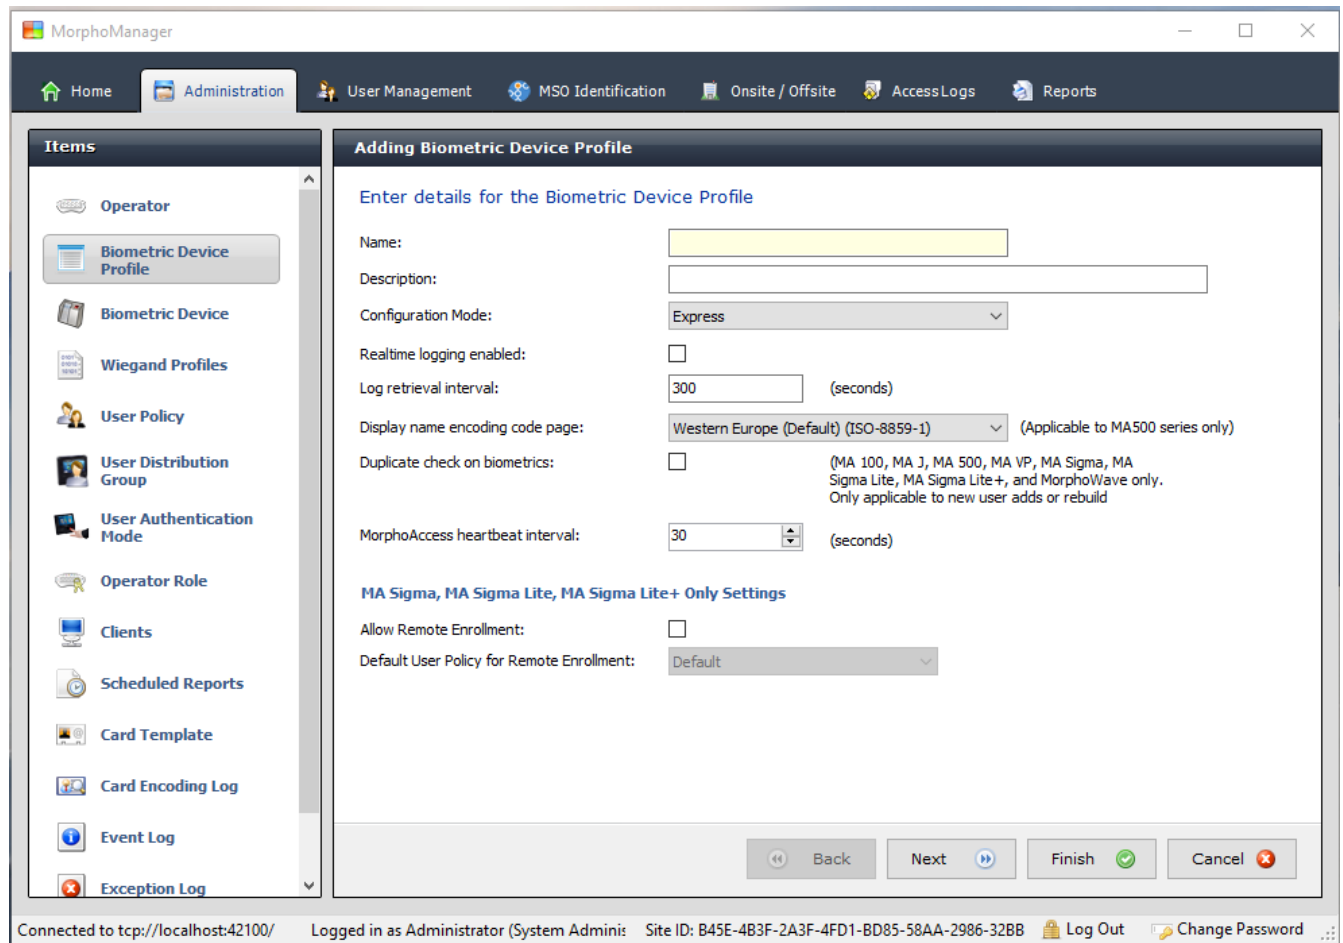 MorphoManager
Home
Administration
User Management
MSO Identification
Onsite / Offsite
Access Logs
Reports
Items
Operator
Biometric Device
Profile
Biometric Device
Wiegand Profiles
User Policy
User Distribution
Group
User Authentication
Mode
Operator Role
Clients
Scheduled Reports
Card Template
Card Encoding Log
Event Log
Exception Log
Adding Biometric Device Profile
Enter details for the Biometric Device Profile
Name:
Description:
Configuration Mode:
Express
Realtime logging enabled:
Log retrieval interval:
300
(seconds)
Display name encoding code page:
Western Europe (Default) (ISO-8859-1)
(Applicable to MA500 series only)
Duplicate check on biometrics:
(MA 100, MA J, MA 500, MA VP, MA Sigma, MA
Sigma Lite, MA Sigma Lite+, and MorphoWave only.
Only applicable to new user adds or rebuild
MorphoAccess heartbeat interval:
30
(seconds)
MA Sigma, MA Sigma Lite, MA Sigma Lite+ Only Settings
Allow Remote Enrollment:
Default User Policy for Remote Enrollment:
Default
Back
Next
Finish
Cancel
Connected to tcp://localhost:42100/
Logged in as Administrator (System Adminis
Site ID: B45E-4B3F-2A3F-4FD1-BD85-58AA-2986-32BB
Log Out
Change Password